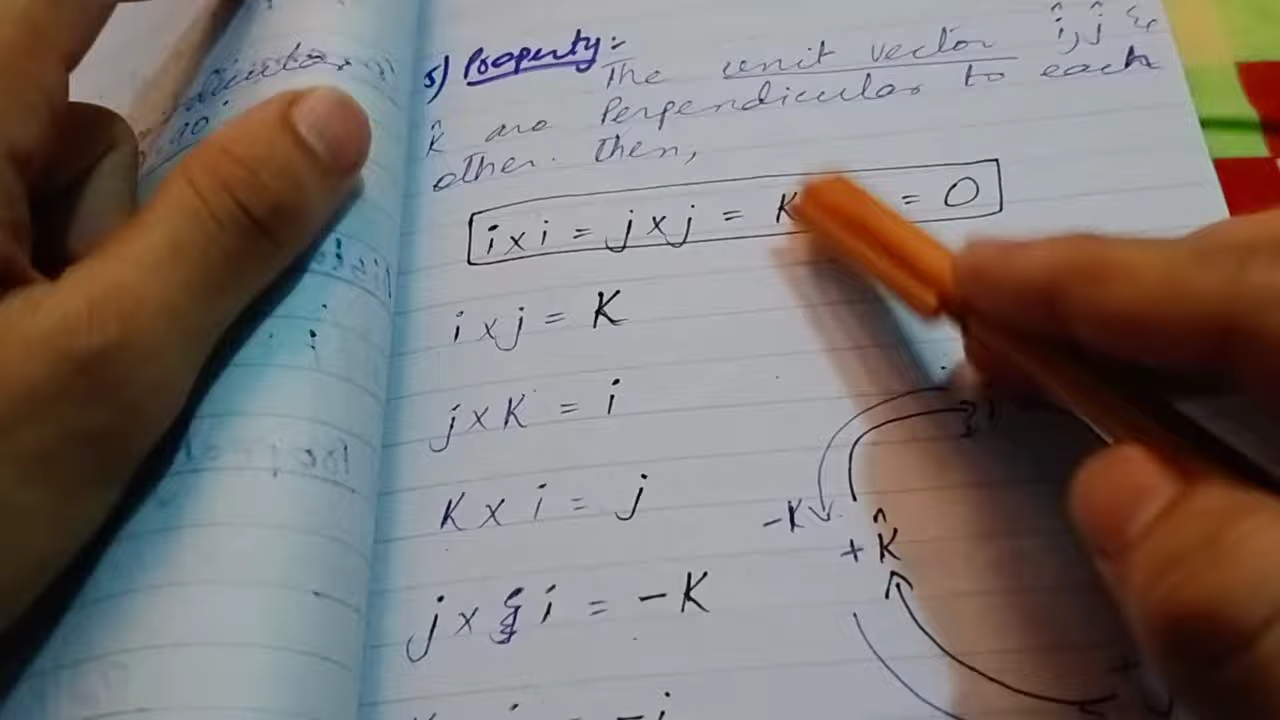 5) Property:- The unit vector î, ĵ &
k̂ are Perpendicular to each
other. then,
i x i = j x j = K = 0
i x j = K
j x K = i
K x i = j
j x i = -K
-K
+ K̂